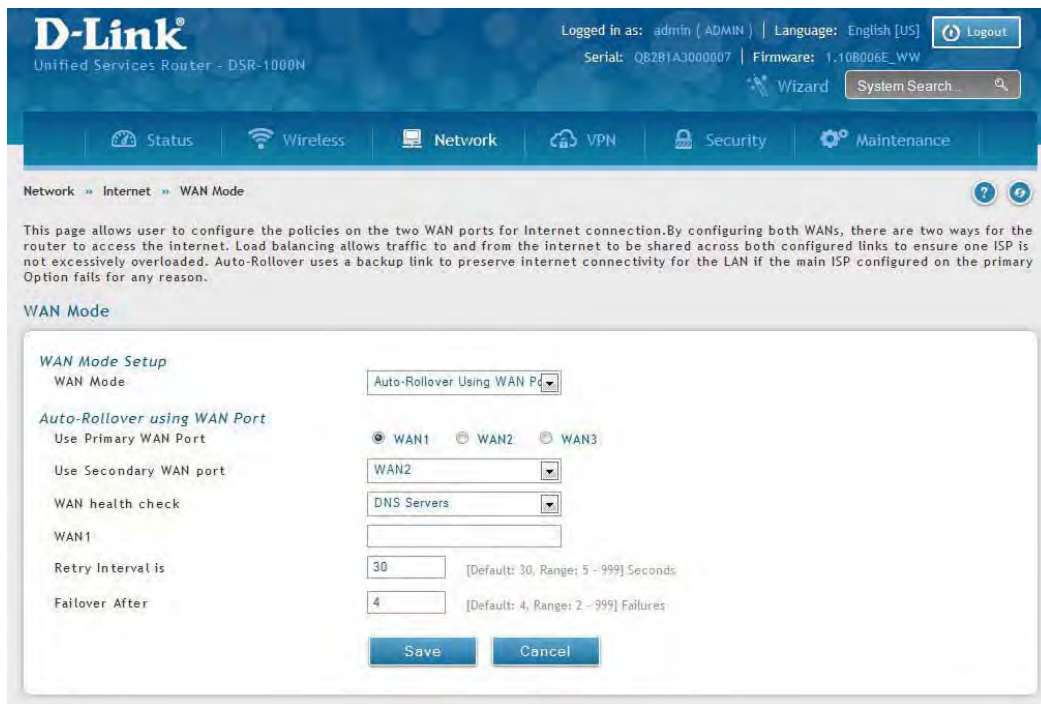 D-Link®
Unified Services Router - DSR-1000N
Logged in as: admin ( ADMIN ) | Language: English [US]
Logout
Serial: QB2B1A3000007 | Firmware: 1.10B006E_WW
Wizard
System Search...
Status
Wireless
Network
VPN
Security
Maintenance
Network » Internet » WAN Mode
?
This page allows user to configure the policies on the two WAN ports for Internet connection.By configuring both WANs, there are two ways for the
router to access the internet. Load balancing allows traffic to and from the internet to be shared across both configured links to ensure one ISP is
not excessively overloaded. Auto-Rollover uses a backup link to preserve internet connectivity for the LAN if the main ISP configured on the primary
Option fails for any reason.
WAN Mode
WAN Mode Setup
WAN Mode Auto-Rollover Using WAN Po
Auto-Rollover using WAN Port
Use Primary WAN Port WAN1 WAN2 WAN3
Use Secondary WAN port WAN2
WAN health check DNS Servers
WAN1
Retry Interval is 30 [Default: 30, Range: 5 - 999] Seconds
Failover After 4 [Default: 4, Range: 2 - 999] Failures
Save Cancel